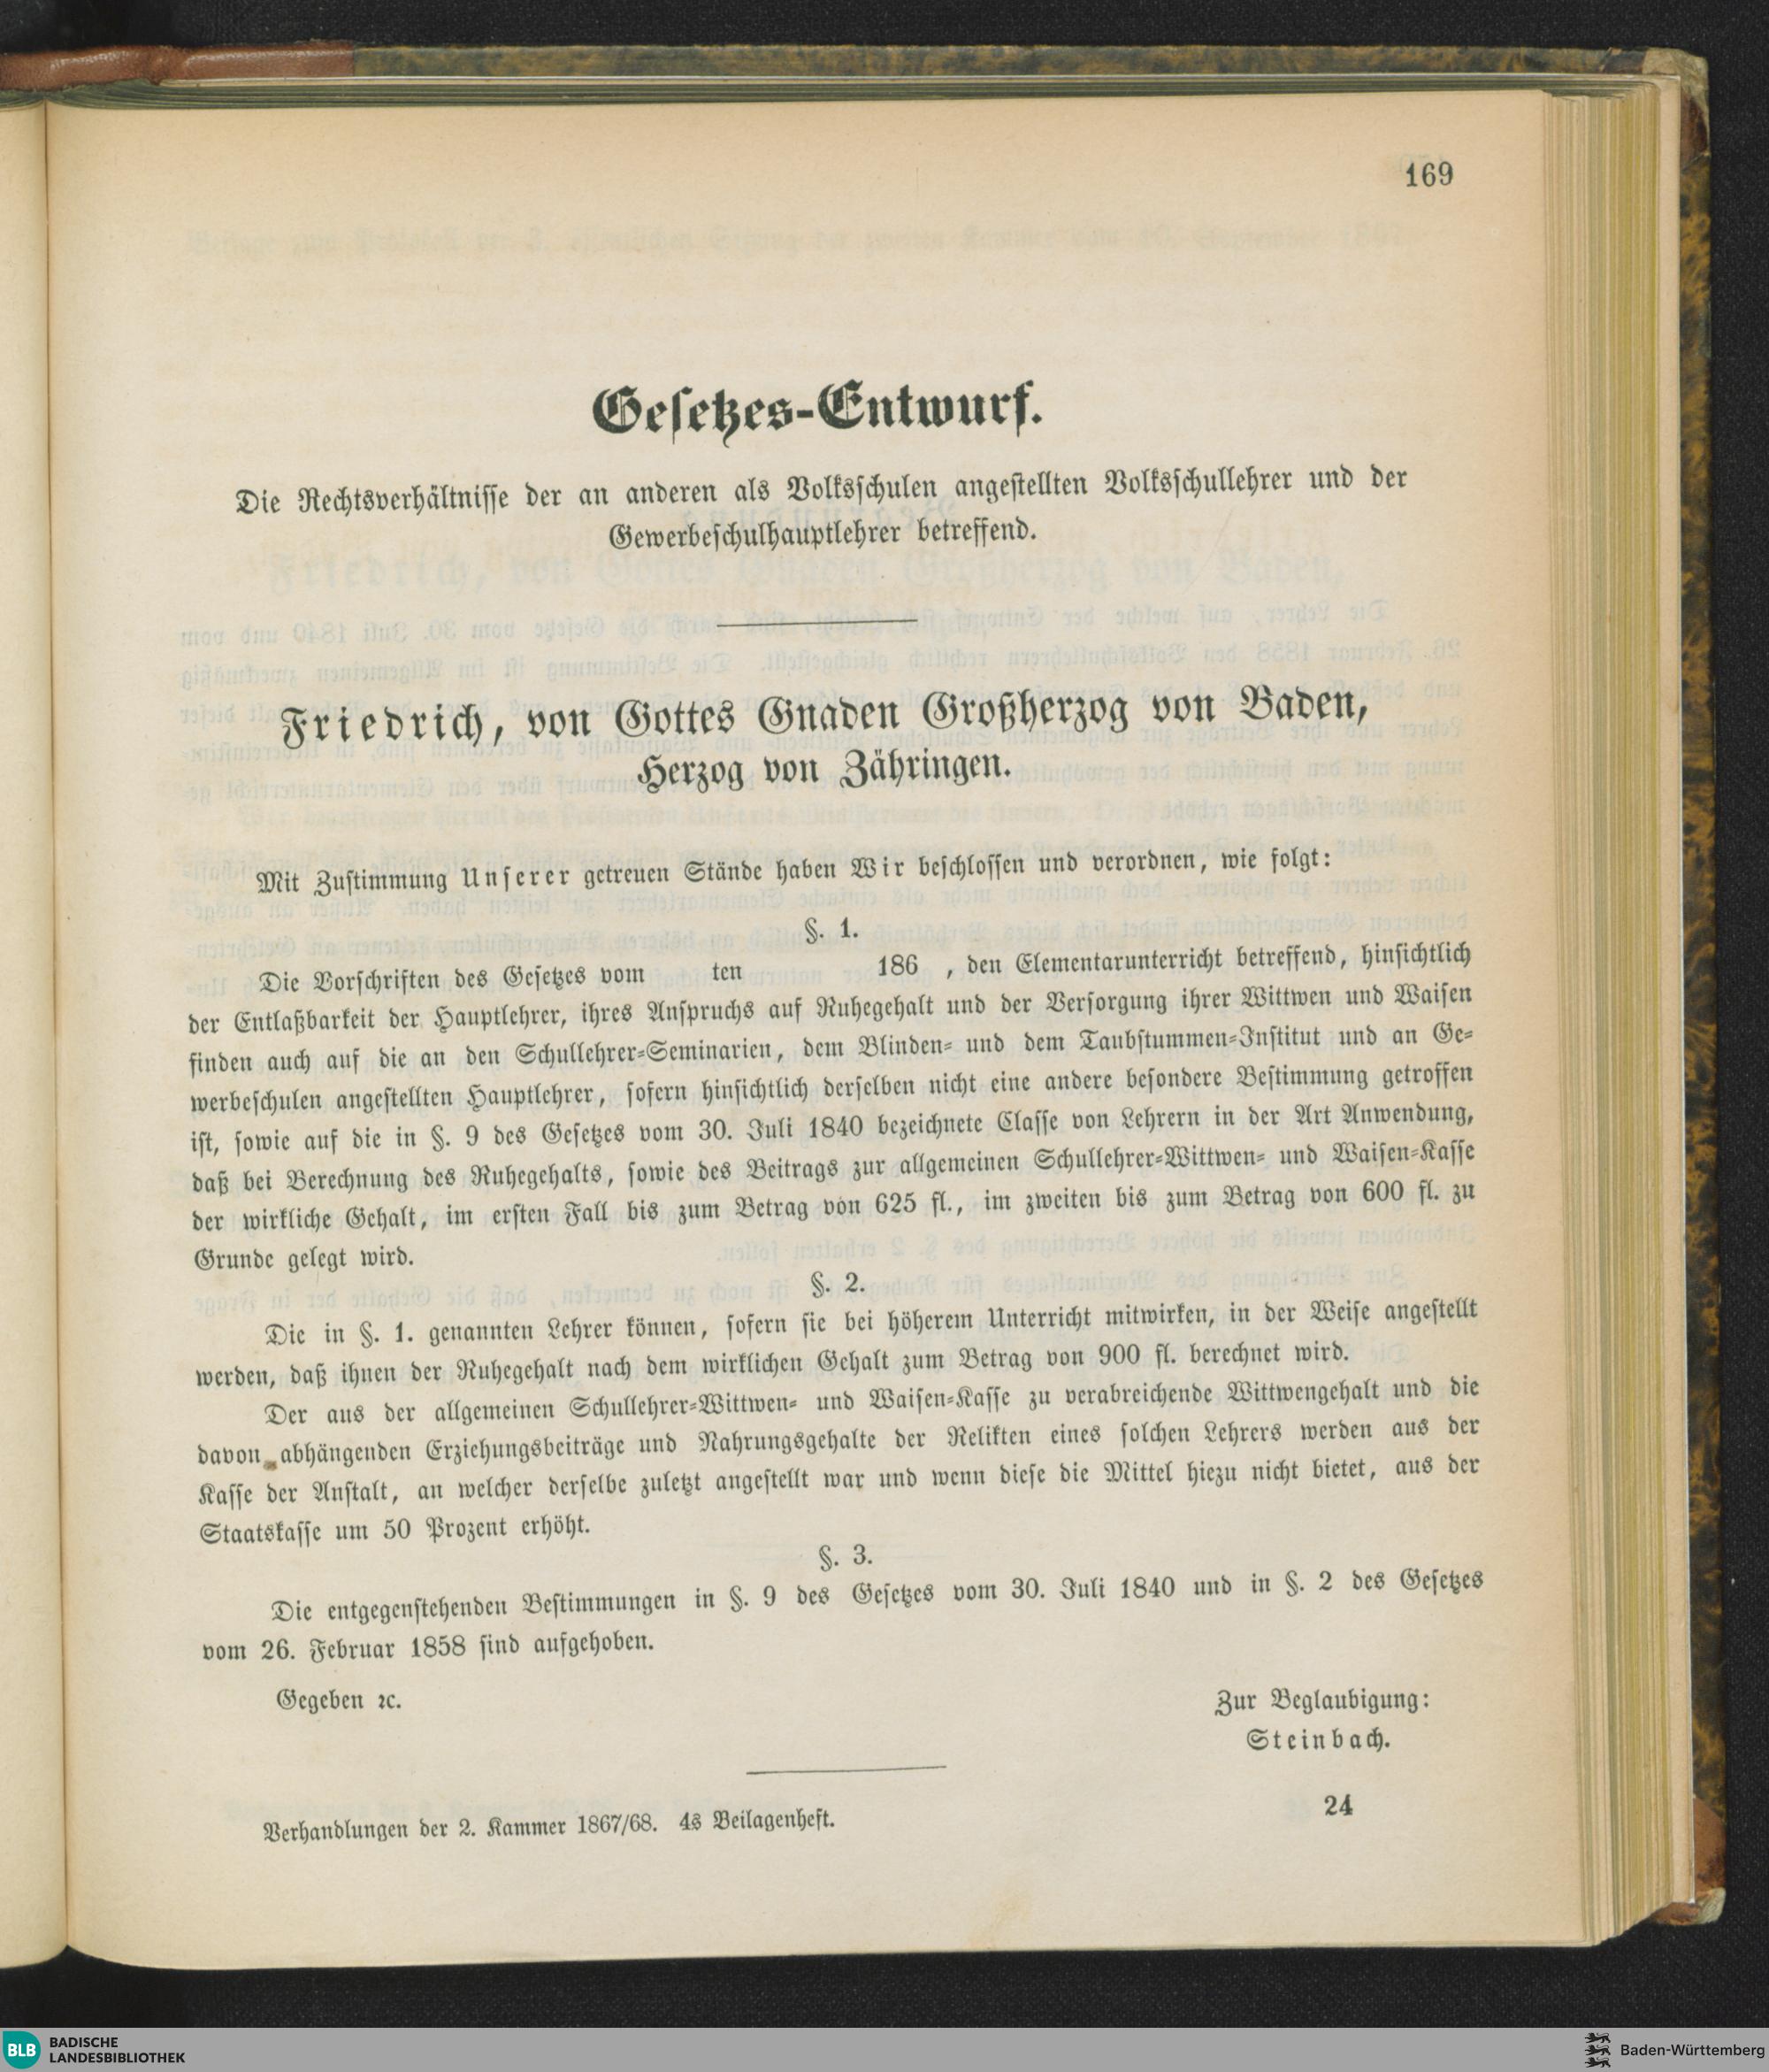 169
Gesetzes-Entwurf.
Die Rechtsverhältnisse der an anderen als Volksschulen angestellten Volksschullehrer und der
Gewerbeschulhauptlehrer betreffend.
Friedrich, von Gottes Gnaden Großherzog von Baden,
Herzog von Zähringen.
Mit Zustimmung Unserer getreuen Stände haben Wir beschlossen und verordnen, wie folgt:
§. 1.
Die Vorschriften des Gesetzes vom ten 186 , den Elementarunterricht betreffend, hinsichtlich
der Entlaßbarkeit der Hauptlehrer, ihres Anspruchs auf Ruhegehalt und der Versorgung ihrer Wittwen und Waisen
finden auch auf die an den Schullehrer-Seminarien, dem Blinden- und dem Taubstummen-Institut und an Ge-
werbeschulen angestellten Hauptlehrer, sofern hinsichtlich derselben nicht eine andere besondere Bestimmung getroffen
ist, sowie auf die in §. 9 des Gesetzes vom 30. Juli 1840 bezeichnete Classe von Lehrern in der Art Anwendung,
daß bei Berechnung des Ruhegehalts, sowie des Beitrags zur allgemeinen Schullehrer-Wittwen- und Waisen-Kasse
der wirkliche Gehalt, im ersten Fall bis zum Betrag von 625 fl., im zweiten bis zum Betrag von 600 fl. zu
Grunde gelegt wird.
§. 2.
Die in §. 1. genannten Lehrer können, sofern sie bei höherem Unterricht mitwirken, in der Weise angestellt
werden, daß ihnen der Ruhegehalt nach dem wirklichen Gehalt zum Betrag von 900 fl. berechnet wird.
Der aus der allgemeinen Schullehrer-Wittwen- und Waisen-Kasse zu verabreichende Wittwengehalt und die
davon abhängenden Erziehungsbeiträge und Nahrungsgehalte der Relikten eines solchen Lehrers werden aus der
Kasse der Anstalt, an welcher derselbe zuletzt angestellt war und wenn diese die Mittel hiezu nicht bietet, aus der
Staatskasse um 50 Prozent erhöht.
§. 3.
Die entgegenstehenden Bestimmungen in §. 9 des Gesetzes vom 30. Juli 1840 und in §. 2 des Gesetzes
vom 26. Februar 1858 sind aufgehoben.
Gegeben ꝛc.
Zur Beglaubigung:
Steinbach.
Verhandlungen der 2. Kammer 1867/68. 4s Beilagenheft.
24
BLB BADISCHE
LANDESBIBLIOTHEK
Baden-Württemberg